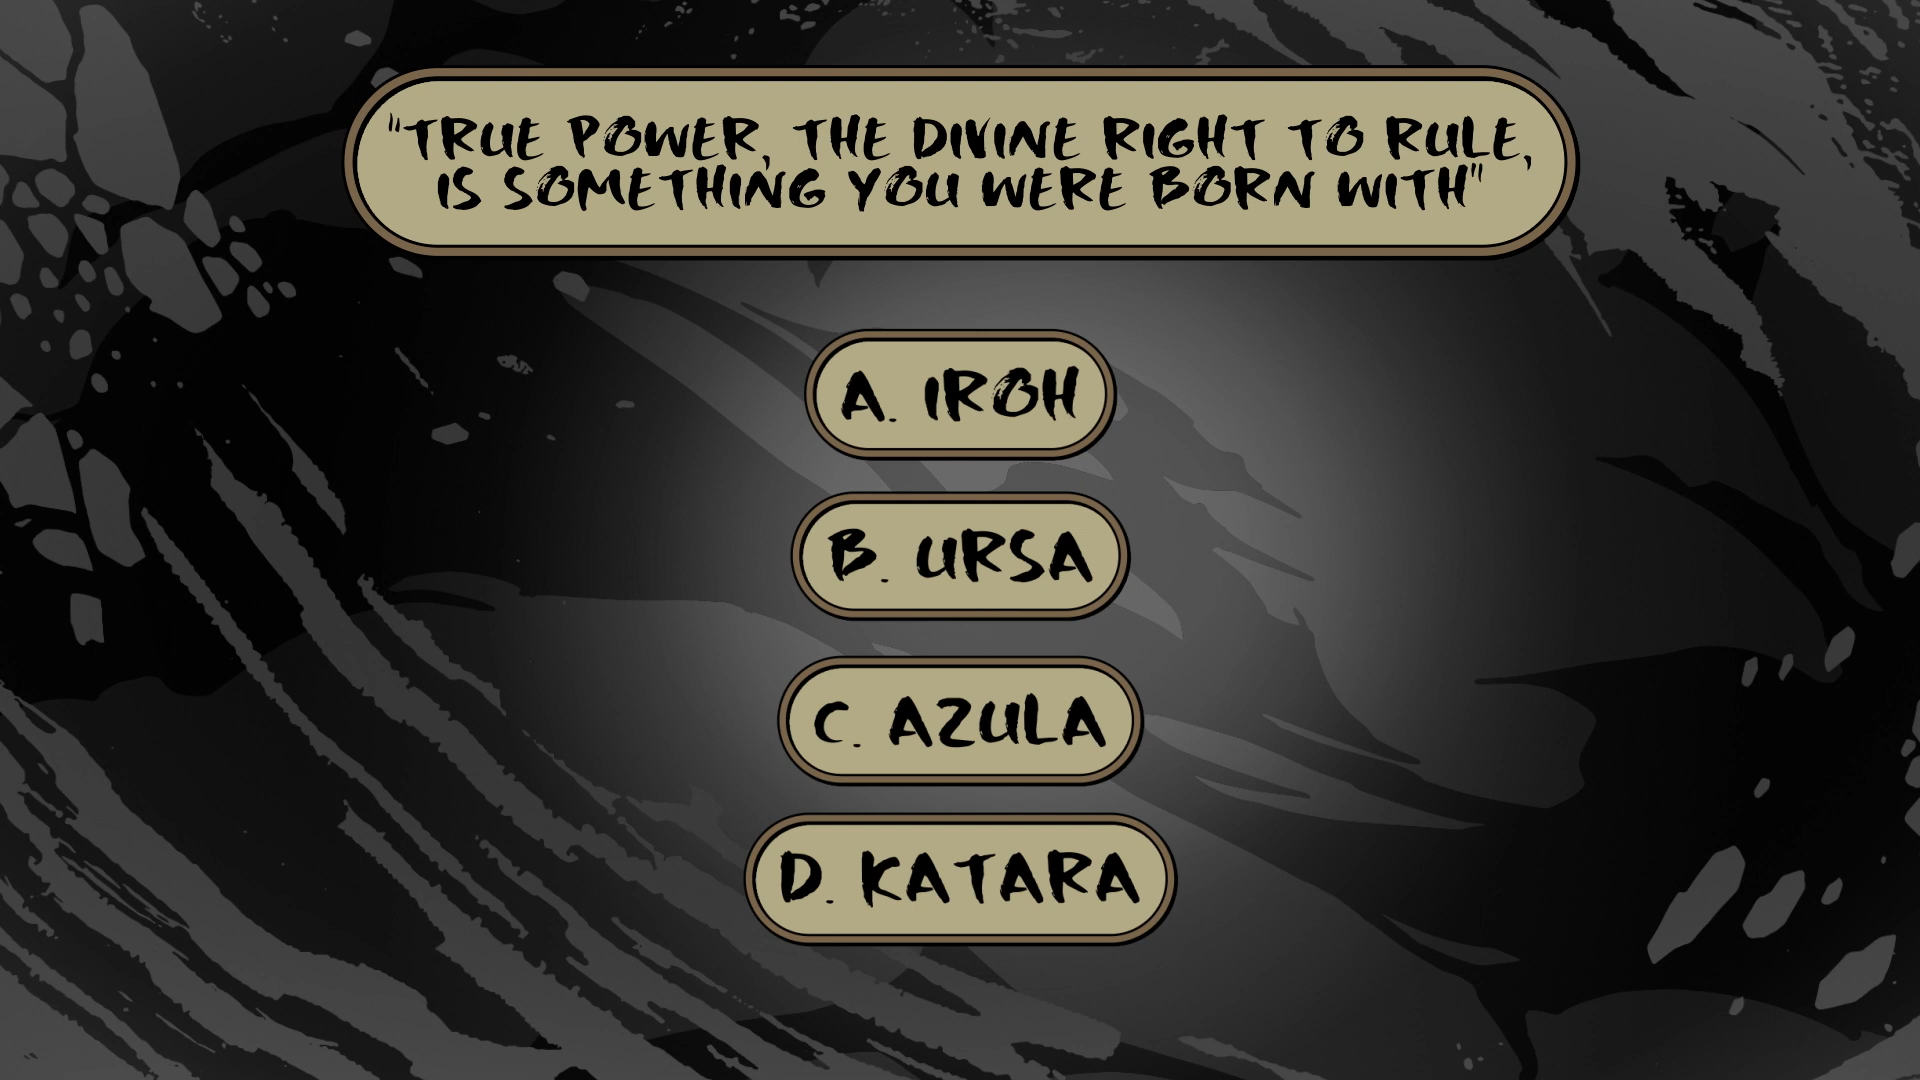 "TRUE POWER, THE DIVINE RIGHT TO RULE,
IS SOMETHING YOU WERE BORN WITH"
A. IROH
B. URSA
C. AZULA
D. KATARA